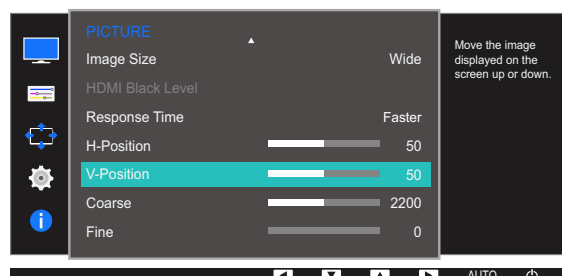 PICTURE
Image Size Wide
HDMI Black Level
Response Time Faster
H-Position 50
V-Position 50
Coarse 2200
Fine 0
Move the image
displayed on the
screen up or down.
AUTO